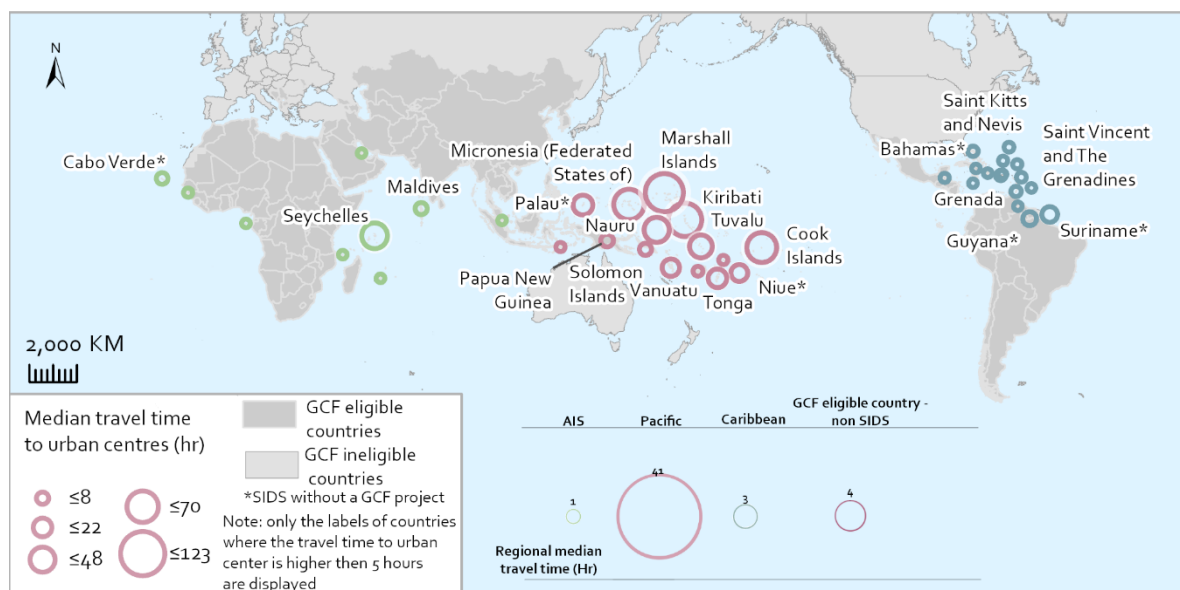 N
Cabo Verde*
Seychelles
Maldives
Micronesia (Federated
States of)
Palau*
Marshall
Islands
Nauru
Kiribati
Tuvalu
Cook
Islands
Papua New
Guinea
Solomon
Islands
Vanuatu
Tonga
Niue*
Saint Kitts
and Nevis
Bahamas*
Saint Vincent
and The
Grenadines
Grenada
Guyana*
Suriname*
2,000 KM
Median travel time
to urban centres (hr)
≤8
≤22
≤48
≤70
≤123
GCF eligible
countries
GCF ineligible
countries
*SIDS without a GCF project
Note: only the labels of countries
where the travel time to urban
center is higher then 5 hours
are displayed
AIS
Pacific
Caribbean
GCF eligible country -
non SIDS
1
41
3
4
Regional median
travel time (Hr)